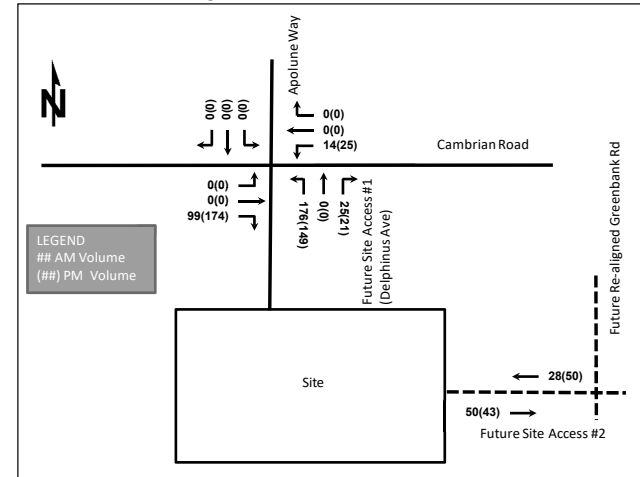 N
Apolune Way
0(0)
0(0)
0(0)
0(0)
0(0)
14(25)
Cambrian Road
0(0)
0(0)
99(174)
176(149)
0(0)
25(21)
Future Site Access #1
(Delphinus Ave)
LEGEND
## AM Volume
(##) PM Volume
Future Re-aligned Greenbank Rd
Site
28(50)
50(43)
Future Site Access #2